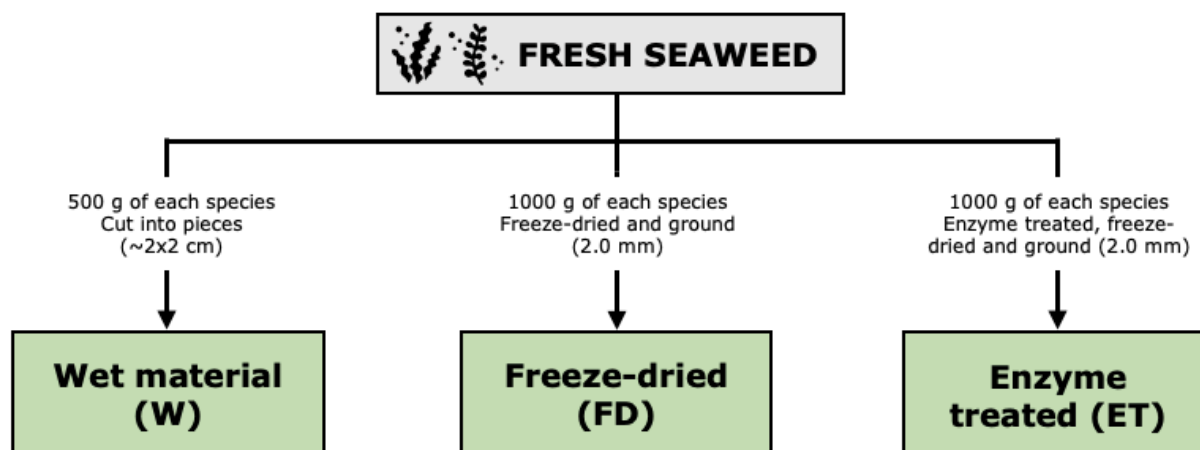 FRESH SEAWEED
500 g of each species
Cut into pieces
(~2x2 cm)
1000 g of each species
Freeze-dried and ground
(2.0 mm)
1000 g of each species
Enzyme treated, freeze-
dried and ground (2.0 mm)
Wet material
(W)
Freeze-dried
(FD)
Enzyme
treated (ET)